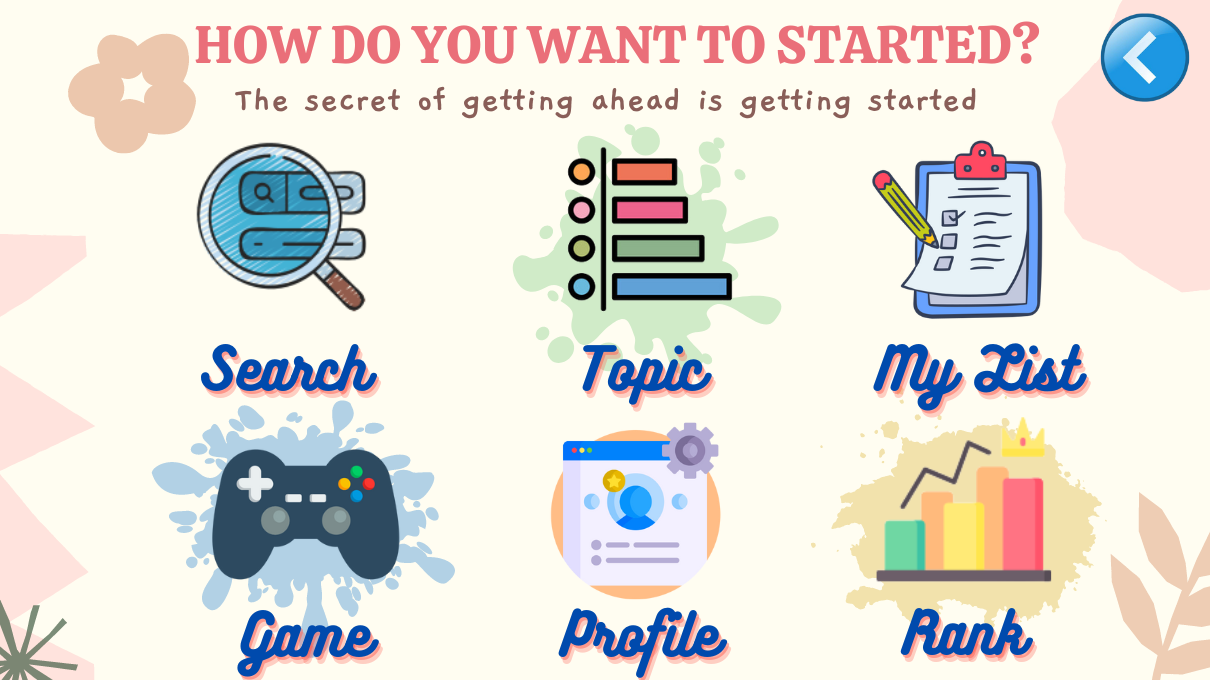 HOW DO YOU WANT TO STARTED?
The secret of getting ahead is getting started
Search
Topic
My List
Game
Profile
Rank